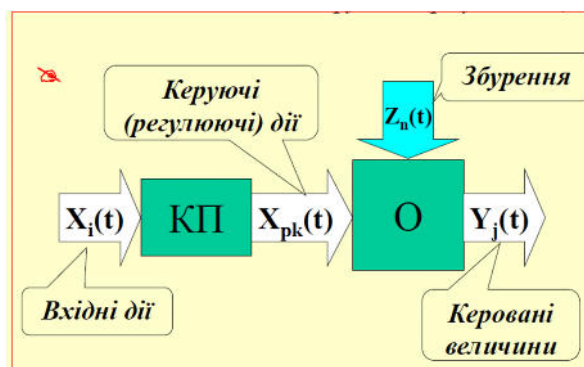 Керуючі
(регулюючі) дії
Збурення
Zn(t)
Xi(t)
КП
Xpk(t)
О
Yj(t)
Вхідні дії
Керовані
величини